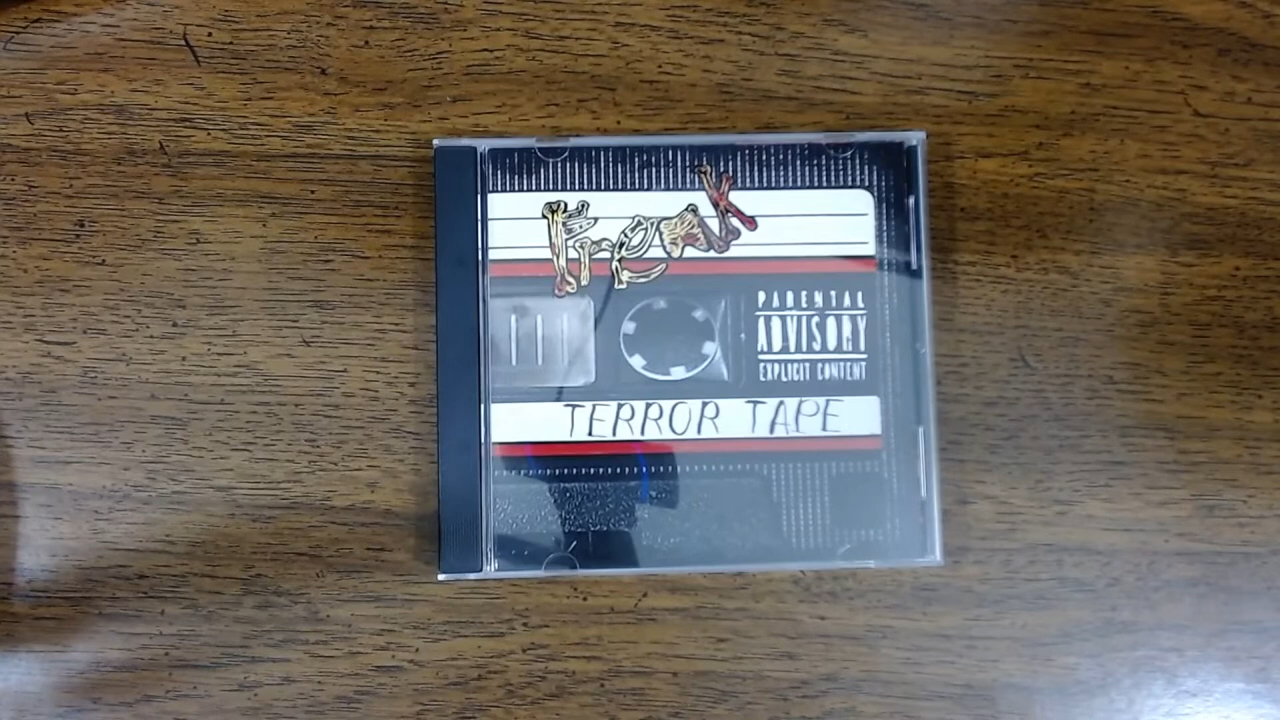 FreaK
PARENTAL
ADVISORY
EXPLICIT CONTENT
TERROR TAPE